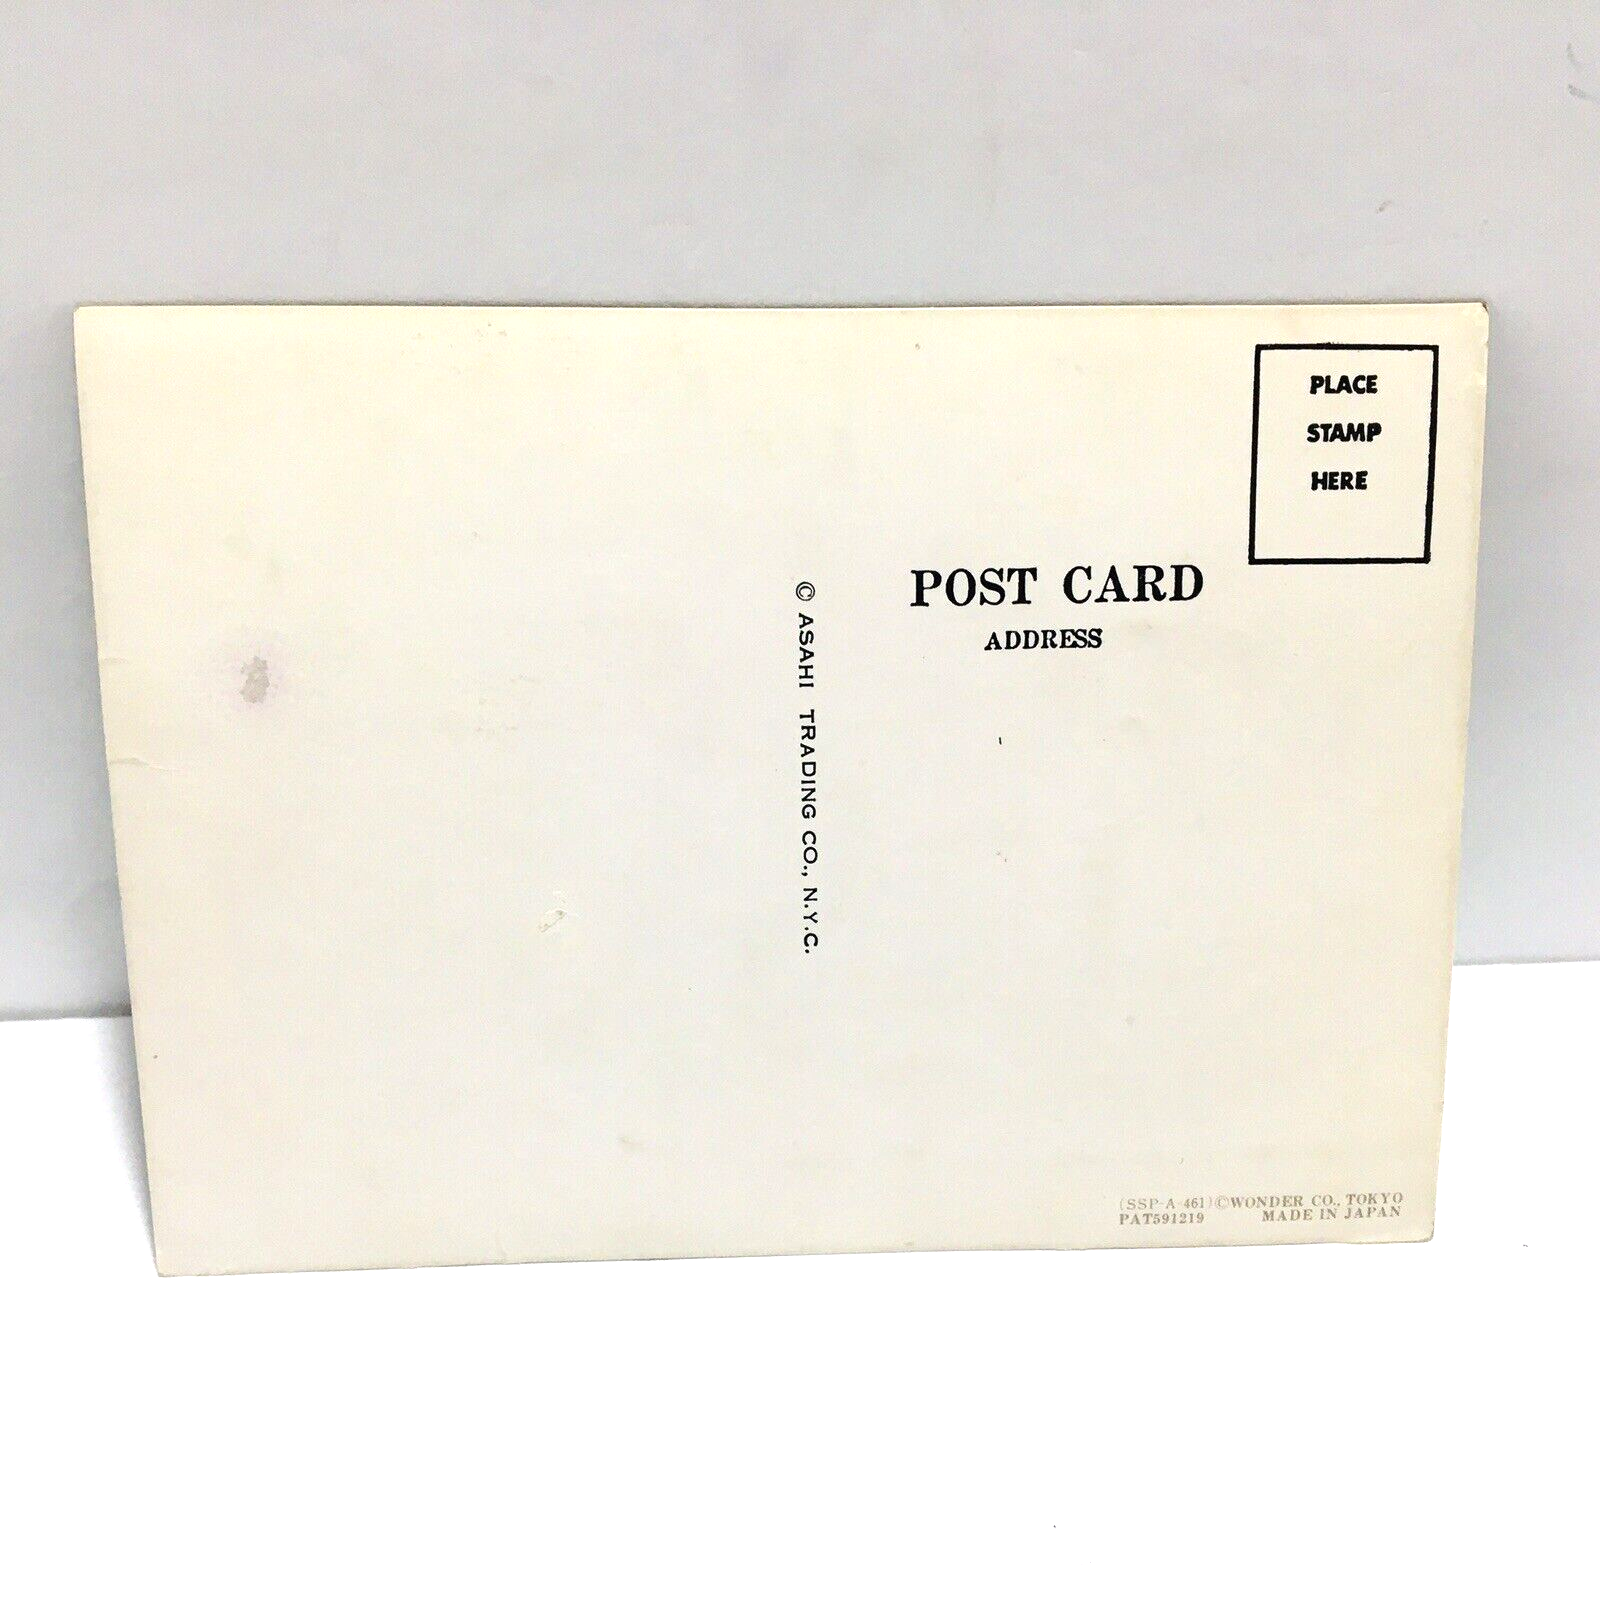 PLACE
STAMP
HERE
POST CARD
ADDRESS
© ASAHI TRADING CO., N.Y.C.
(SSP-A-461)©WONDER CO., TOKYO
PAT591219 MADE IN JAPAN